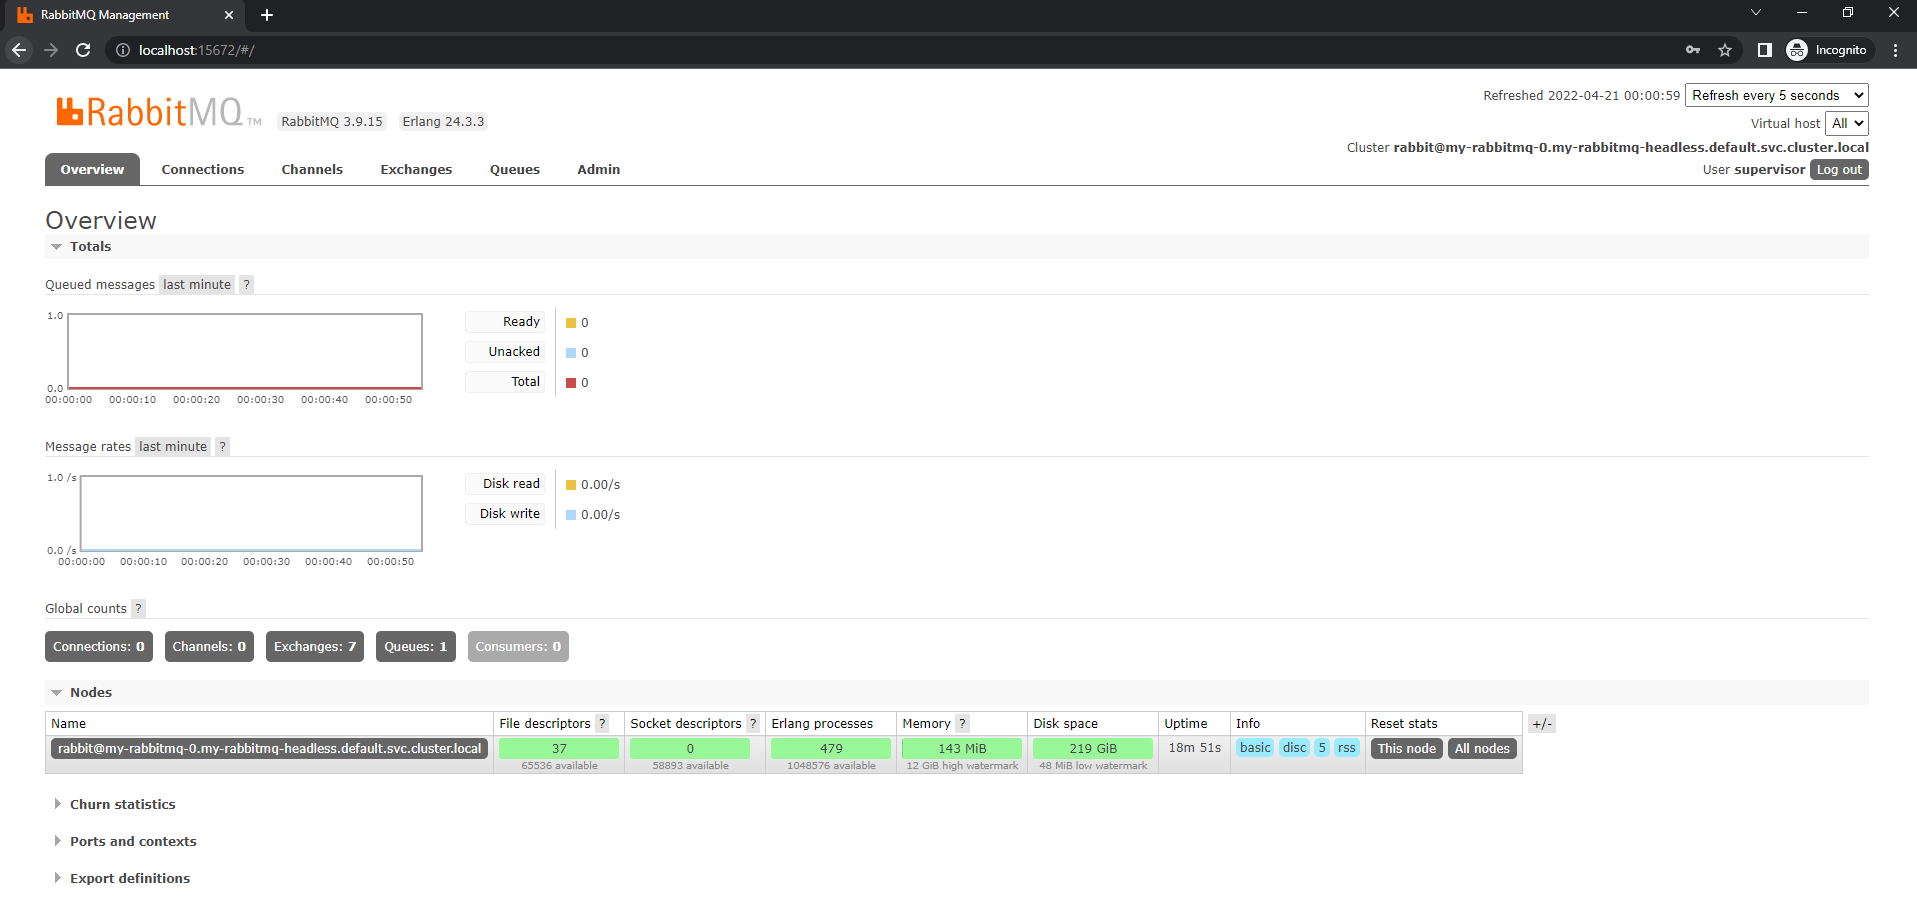 RabbitMQ Management
localhost:15672/#/
Incognito
RabbitMQ TM RabbitMQ 3.9.15 Erlang 24.3.3
Refreshed 2022-04-21 00:00:59 Refresh every 5 seconds
Virtual host All
Cluster rabbit@my-rabbitmq-0.my-rabbitmq-headless.default.svc.cluster.local
User supervisor Log out
Overview Connections Channels Exchanges Queues Admin
Overview
Totals
Queued messages last minute ?
1.0
0.0
00:00:00 00:00:10 00:00:20 00:00:30 00:00:40 00:00:50
Ready 0
Unacked 0
Total 0
Message rates last minute ?
1.0 /s
0.0 /s
00:00:00 00:00:10 00:00:20 00:00:30 00:00:40 00:00:50
Disk read 0.00/s
Disk write 0.00/s
Global counts ?
Connections: 0 Channels: 0 Exchanges: 7 Queues: 1 Consumers: 0
Nodes
Name File descriptors ? Socket descriptors ? Erlang processes Memory ? Disk space Uptime Info Reset stats +/-
rabbit@my-rabbitmq-0.my-rabbitmq-headless.default.svc.cluster.local 37 0 479 143 MiB 219 GiB 18m 51s basic disc 5 rss This node All nodes
65536 available 58893 available 1048576 available 12 GiB high watermark 48 MiB low watermark
Churn statistics
Ports and contexts
Export definitions